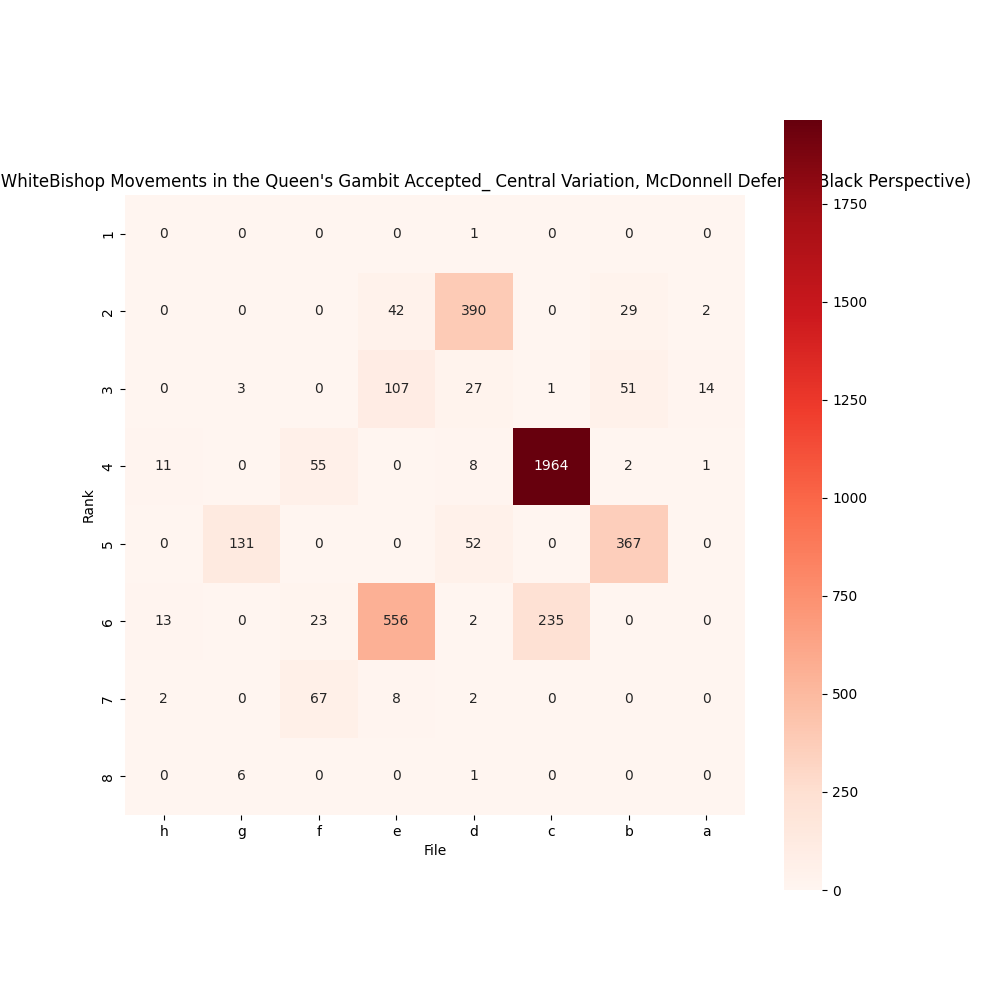 WhiteBishop Movements in the Queen's Gambit Accepted_ Central Variation, McDonnell Defen Black Perspective)
1 0 0 0 0 1 0 0 0
2 0 0 0 42 390 0 29 2
3 0 3 0 107 27 1 51 14
4 11 0 55 0 8 1964 2 1
5 0 131 0 0 52 367 0
6 13 0 23 556 2 235 0 0
7 2 0 67 8 2 0 0 0
8 0 6 0 0 1 0 0 0
h g f e d c b a
File
Rank
1750
1500
1250
1000
750
500
250
0